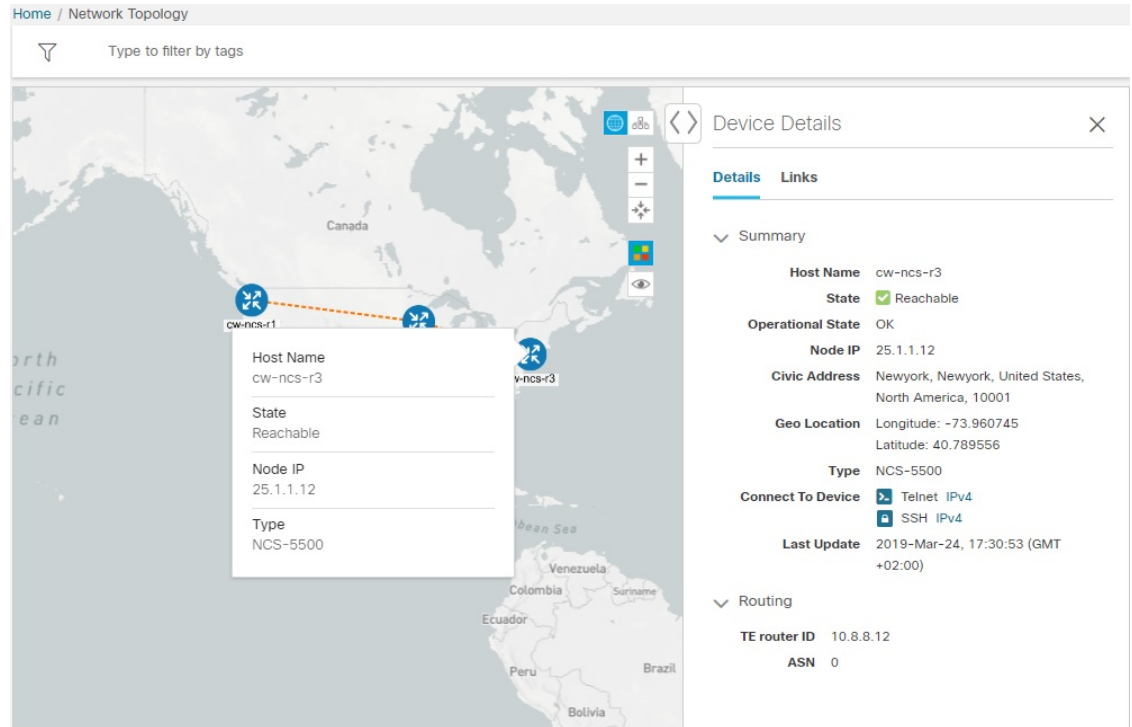 Home / Network Topology
Type to filter by tags
Device Details
Details Links
Summary
Host Name cw-ncs-r3
State Reachable
Operational State OK
Node IP 25.1.1.12
Civic Address Newyork, Newyork, United States,
North America, 10001
Geo Location Longitude: -73.960745
Latitude: 40.789556
Type NCS-5500
Connect To Device Telnet IPv4
SSH IPv4
Last Update 2019-Mar-24, 17:30:53 (GMT
+02:00)
Routing
TE router ID 10.8.8.12
ASN 0
Canada
cw-ncs-r1
w-ncs-r3
Host Name
cw-ncs-r3
State
Reachable
Node IP
25.1.1.12
Type
NCS-5500
orth
cific
ean
bean Sea
Venezuela
Colombia
Suriname
Ecuador
Peru
Brazil
Bolivia